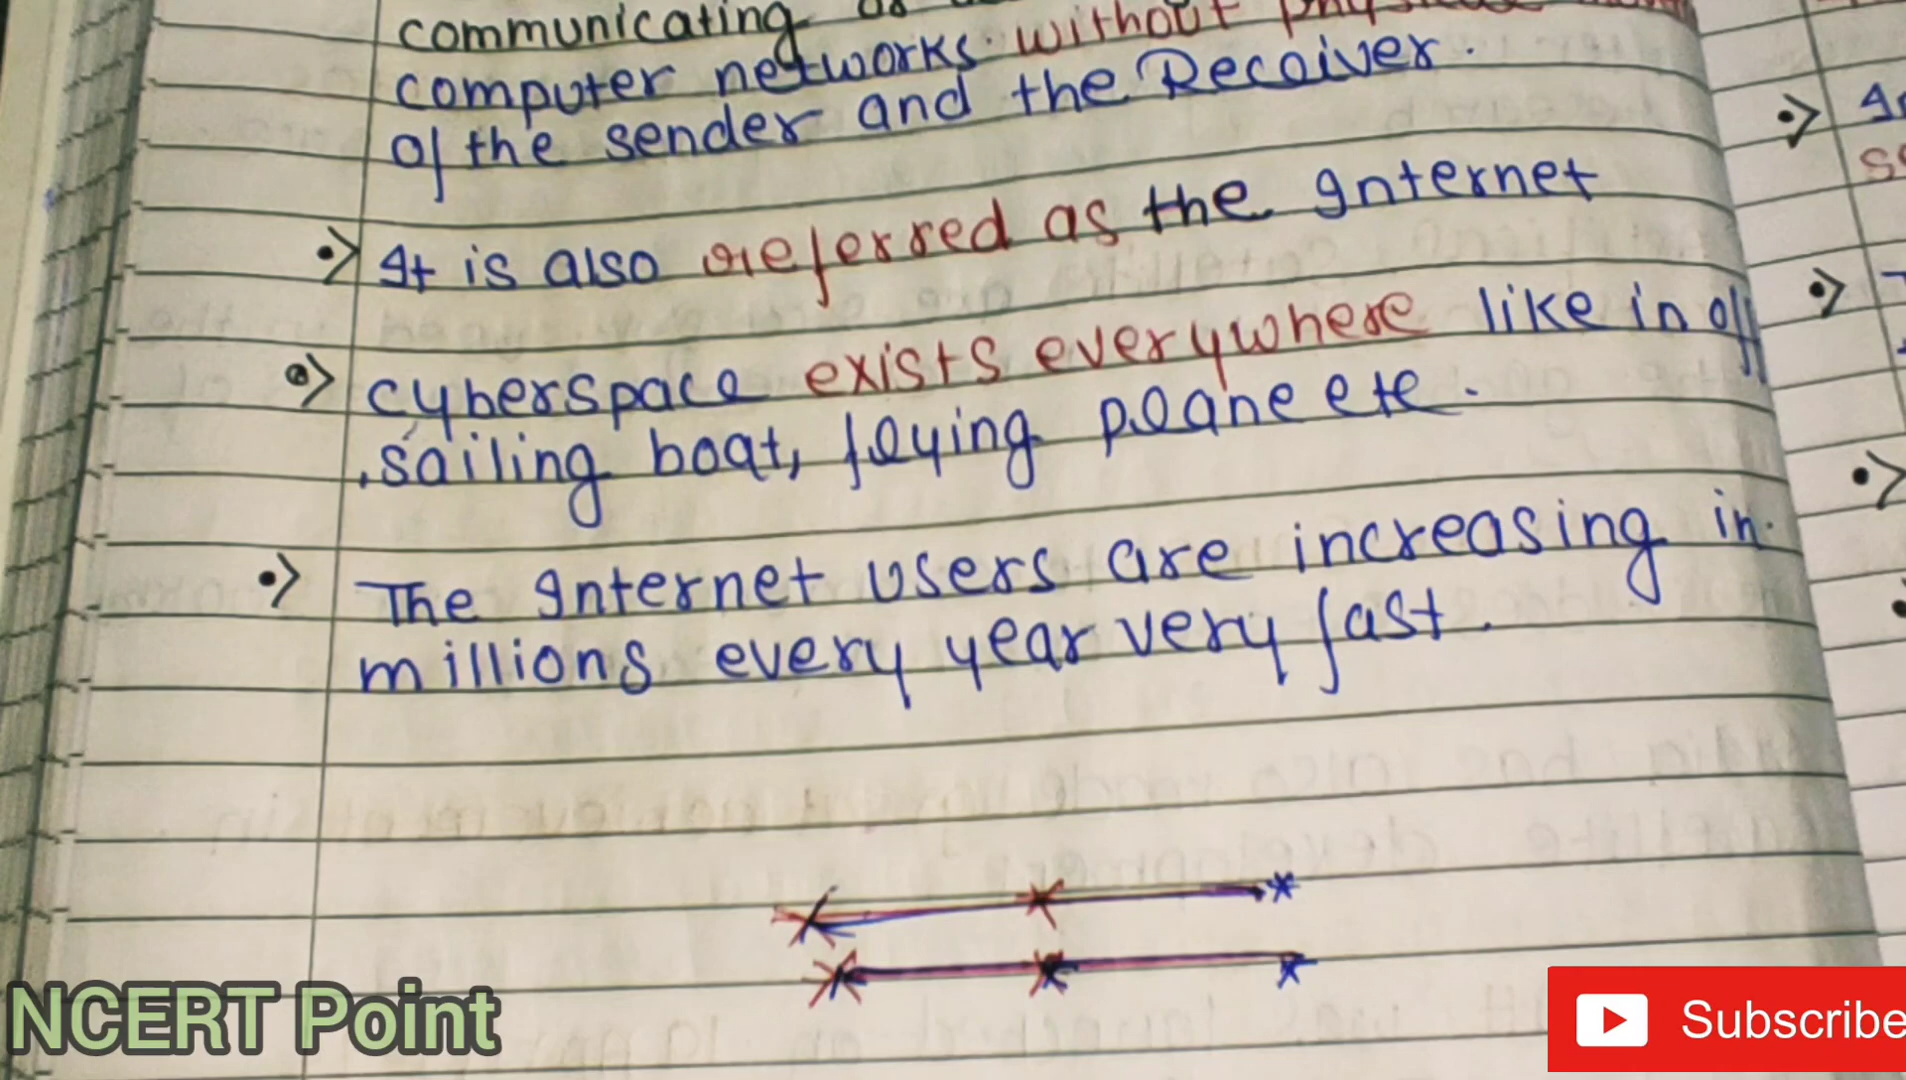 communicating
computer networks. without
of the sender and the Receiver.
•> It is also referred as the Internet
•> cyberspace exists everywhere like in off
, sailing boat, flying plane etc.
•> The Internet users are increasing in
millions every year very fast.
NCERT Point
Subscribe